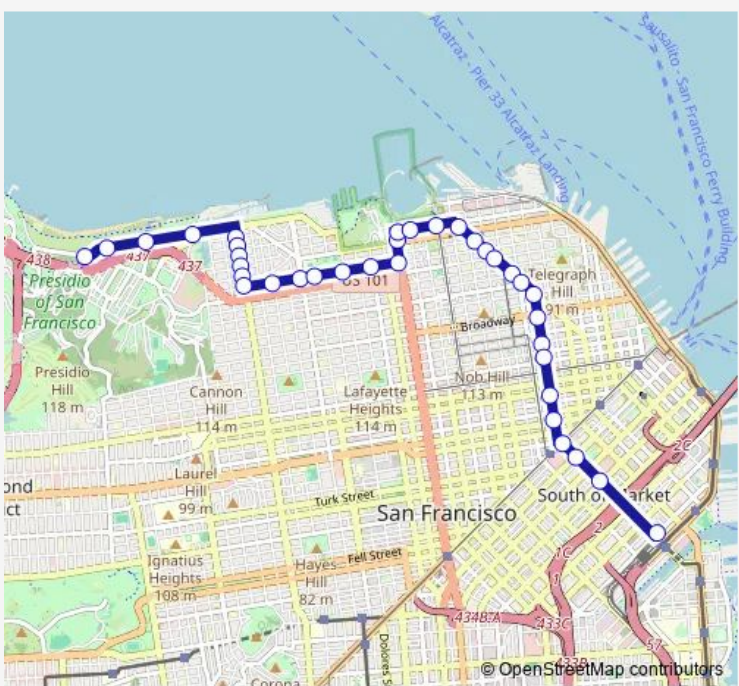 Alcatraz - Pier 33 Alcatraz Landing
Sausalito - San Francisco Ferry Building
438
437
437
Presidio
of San
Francisco
US 101
Telegraph
Hill
91 m
Broadway
Presidio
Hill
118 m
Cannon
Hill
114 m
Lafayette
Heights
114 m
Nob Hill
113 m
2C
Laurel
Hill
99 m
ond
ct
Turk Street
South of Market
San Francisco
2
1C
1
Fell Street
Ignatius
Heights
108 m
Hayes
Hill
82 m
434B-A
433C
433B
57
Dolores S
Corona
© OpenStreetMap contributors